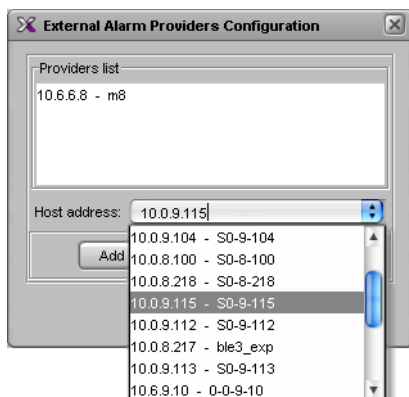 External Alarm Providers Configuration
Providers list
10.6.6.8 - m8
Host address: 10.0.9.115
Add
10.0.9.104 - S0-9-104
10.0.8.100 - S0-8-100
10.0.8.218 - S0-8-218
10.0.9.115 - S0-9-115
10.0.9.112 - S0-9-112
10.0.8.217 - ble3_exp
10.0.9.113 - S0-9-113
10.6.9.10 - 0-0-9-10